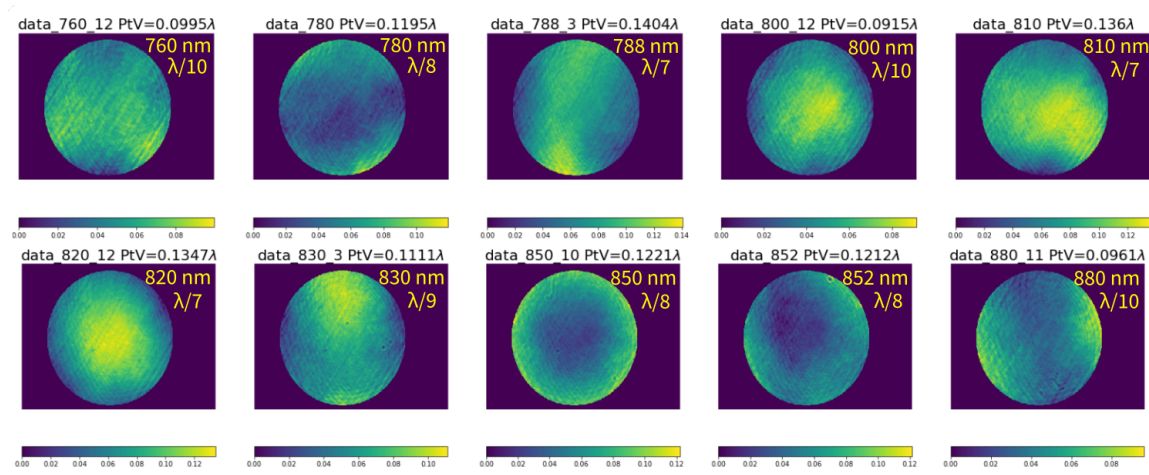 data_760_12 PtV=0.0995λ
760 nm
λ/10
0.00 0.02 0.04 0.06 0.08
data_780 PtV=0.1195λ
780 nm
λ/8
0.00 0.02 0.04 0.06 0.08 0.10
data_788_3 PtV=0.1404λ
788 nm
λ/7
0.00 0.02 0.04 0.06 0.08 0.10 0.12 0.14
data_800_12 PtV=0.0915λ
800 nm
λ/10
0.00 0.02 0.04 0.06 0.08
data_810 PtV=0.136λ
810 nm
λ/7
0.00 0.02 0.04 0.06 0.08 0.10 0.12
data_820_12 PtV=0.1347λ
820 nm
λ/7
0.00 0.02 0.04 0.06 0.08 0.10 0.12
data_830_3 PtV=0.1111λ
830 nm
λ/9
0.00 0.02 0.04 0.06 0.08 0.10
data_850_10 PtV=0.1221λ
850 nm
λ/8
0.00 0.02 0.04 0.06 0.08 0.10 0.12
data_852 PtV=0.1212λ
852 nm
λ/8
0.00 0.02 0.04 0.06 0.08 0.10 0.12
data_880_11 PtV=0.0961λ
880 nm
λ/10
0.00 0.02 0.04 0.06 0.08